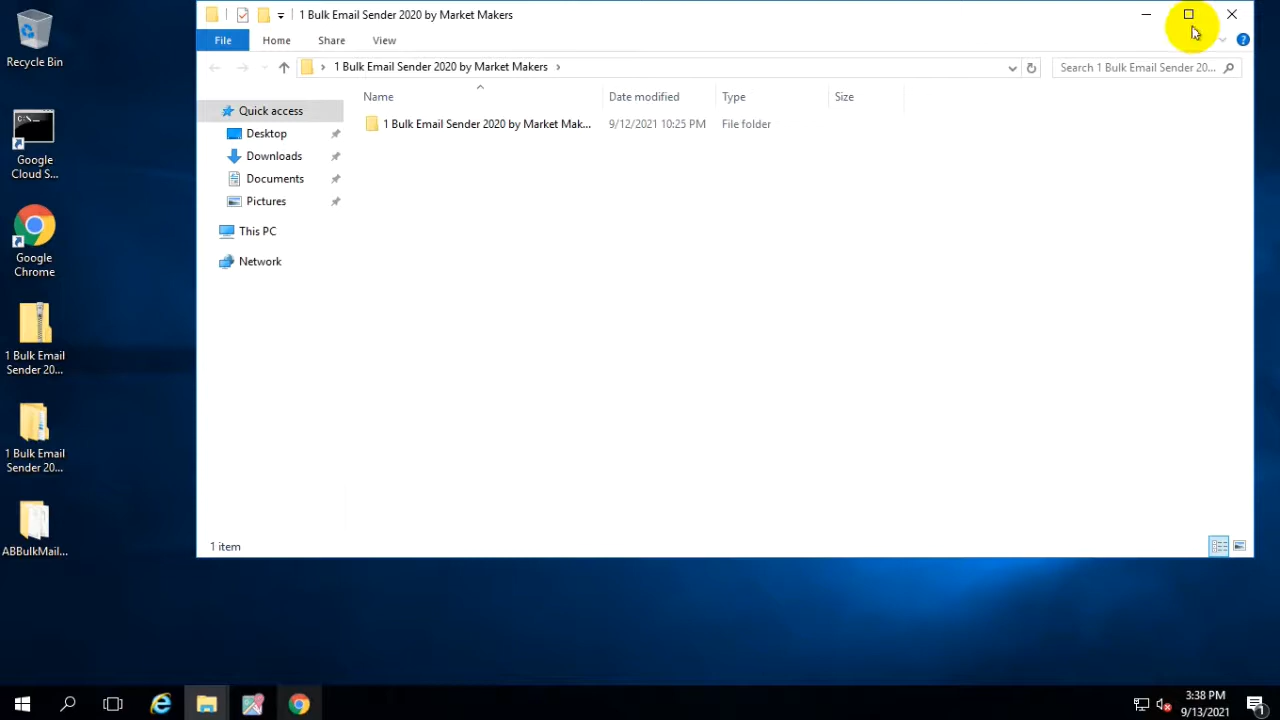 1 Bulk Email Sender 2020 by Market Makers
File Home Share View
1 Bulk Email Sender 2020 by Market Makers
Search 1 Bulk Email Sender 20...
Name Date modified Type Size
1 Bulk Email Sender 2020 by Market Mak... 9/12/2021 10:25 PM File folder
Quick access
Desktop
Downloads
Documents
Pictures
This PC
Network
1 item
Recycle Bin
Google
Cloud S...
Google
Chrome
1 Bulk Email
Sender 20...
1 Bulk Email
Sender 20...
ABBulkMail...
3:38 PM
9/13/2021
1